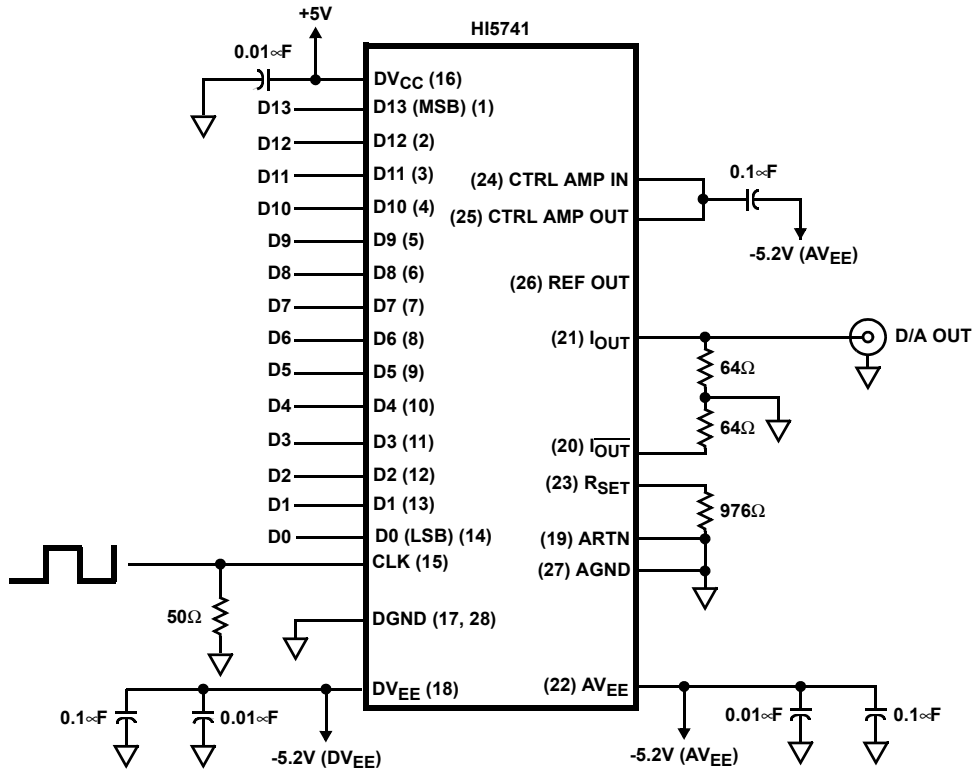 +5V
HI5741
0.01∝F
DVCC (16)
D13
D13 (MSB) (1)
D12
D12 (2)
D11
D11 (3)
D10
D10 (4)
D9
D9 (5)
D8
D8 (6)
D7
D7 (7)
D6
D6 (8)
D5
D5 (9)
D4
D4 (10)
D3
D3 (11)
D2
D2 (12)
D1
D1 (13)
D0
D0 (LSB) (14)
CLK (15)
50Ω
DGND (17, 28)
DVEE (18)
0.1∝F
0.01∝F
-5.2V (DVEE)
(24) CTRL AMP IN
0.1∝F
(25) CTRL AMP OUT
-5.2V (AVEE)
(26) REF OUT
(21) IOUT
D/A OUT
64Ω
64Ω
(20) I̅O̅U̅T̅
(23) RSET
976Ω
(19) ARTN
(27) AGND
(22) AVEE
0.01∝F
0.1∝F
-5.2V (AVEE)